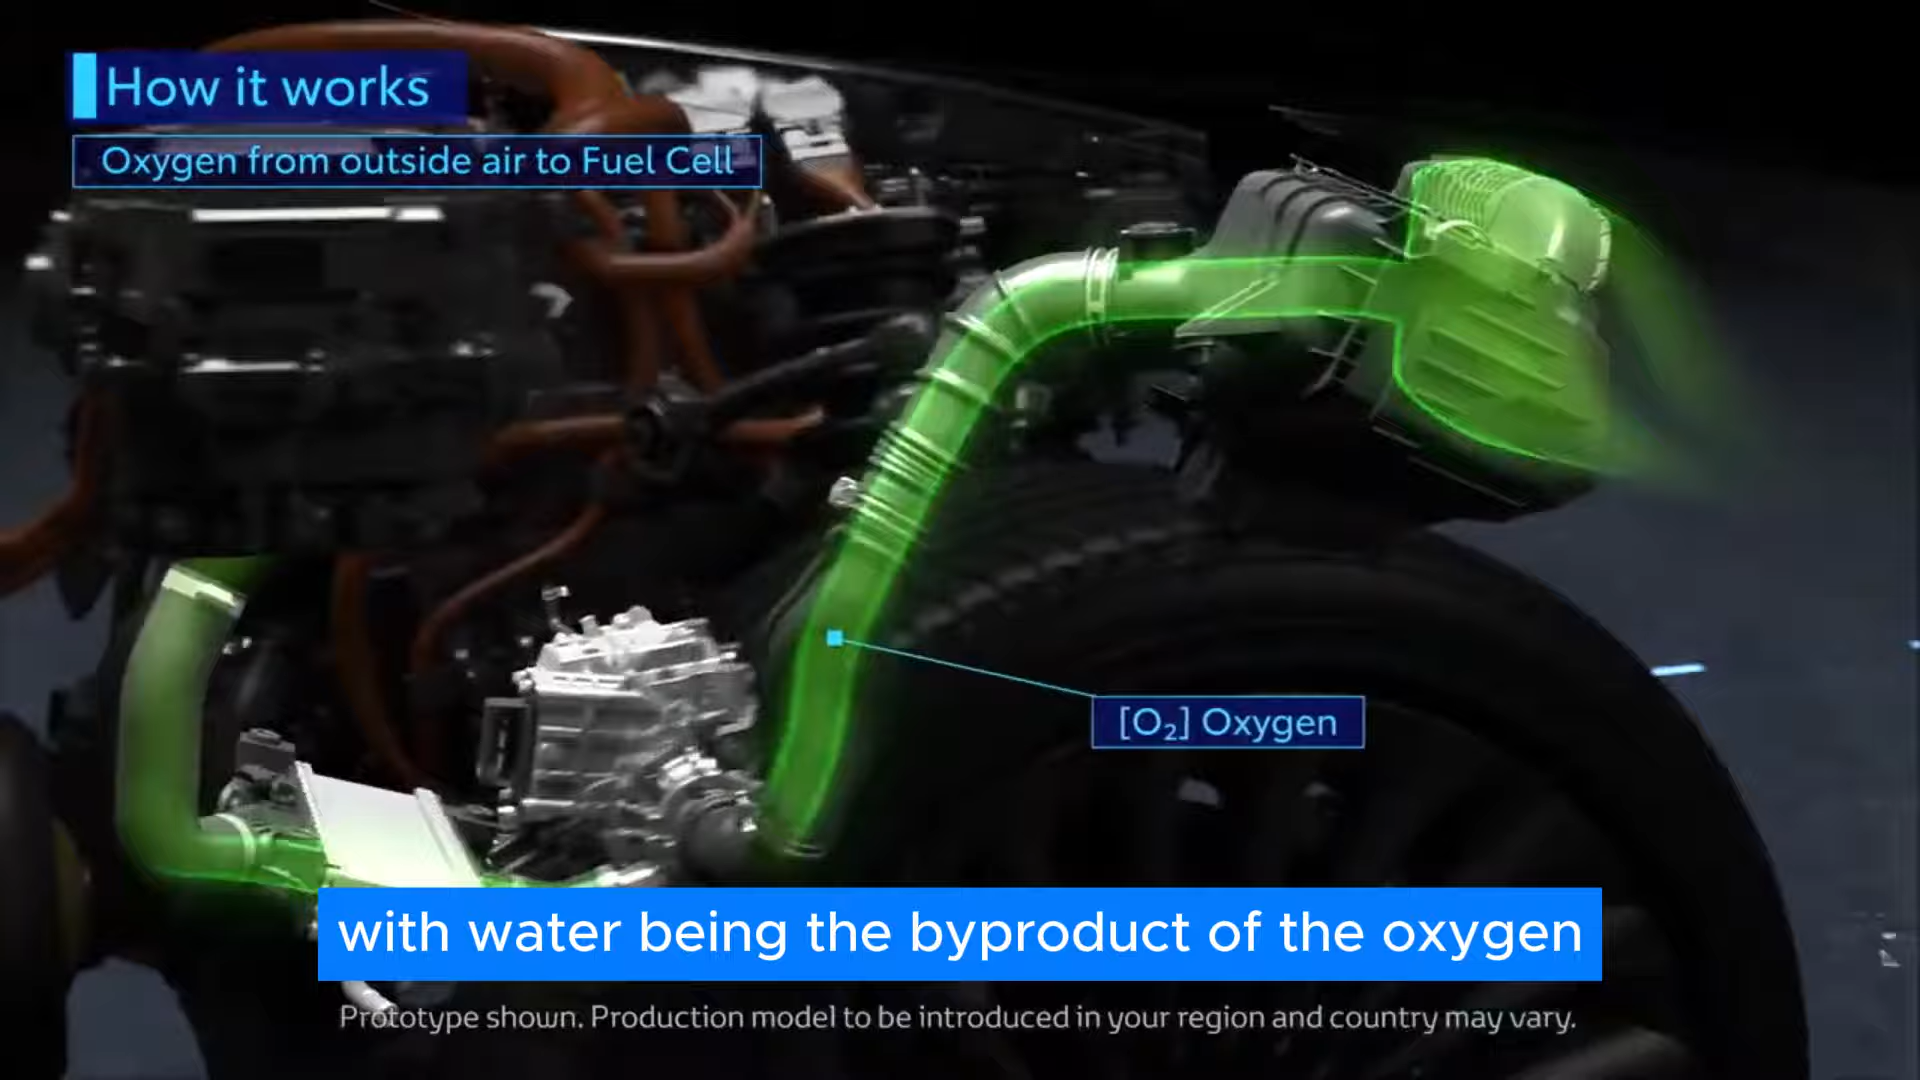 How it works
Oxygen from outside air to Fuel Cell
[O₂] Oxygen
with water being the byproduct of the oxygen
Prototype shown. Production model to be introduced in your region and country may vary.